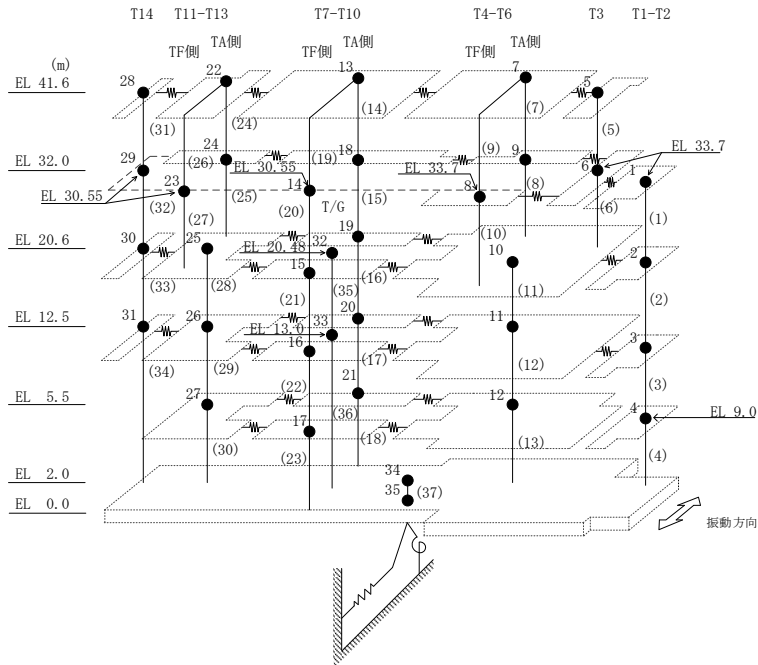 T14 T11-T13 T7-T10 T4-T6 T3 T1-T2
(m) TF側 TA側 TF側 TA側 TF側 TA側
EL 41.6 28 22 13 7 5
(31) (24) (14) (7) (5)
EL 32.0 29 24 18 9 6 1 EL 33.7
(26) (19) (9)
EL 30.55 23 EL 30.55 14 EL 33.7 8
(32) (25) (15) (8) (6)
(27) (20) T/G (10) (1)
EL 20.6 30 25 EL 20.48 32 19 10 2
15
(33) (28) (35) (16) (11) (2)
(21)
EL 12.5 31 26 EL 13.0 33 20 11 3
16
(34) (29) (17) (12) (3)
(22) 21
EL 5.5 27 17 (36) 12 4 EL 9.0
(30) (23) (18) (13) (4)
EL 2.0 34
EL 0.0 35 (37)
振動方向